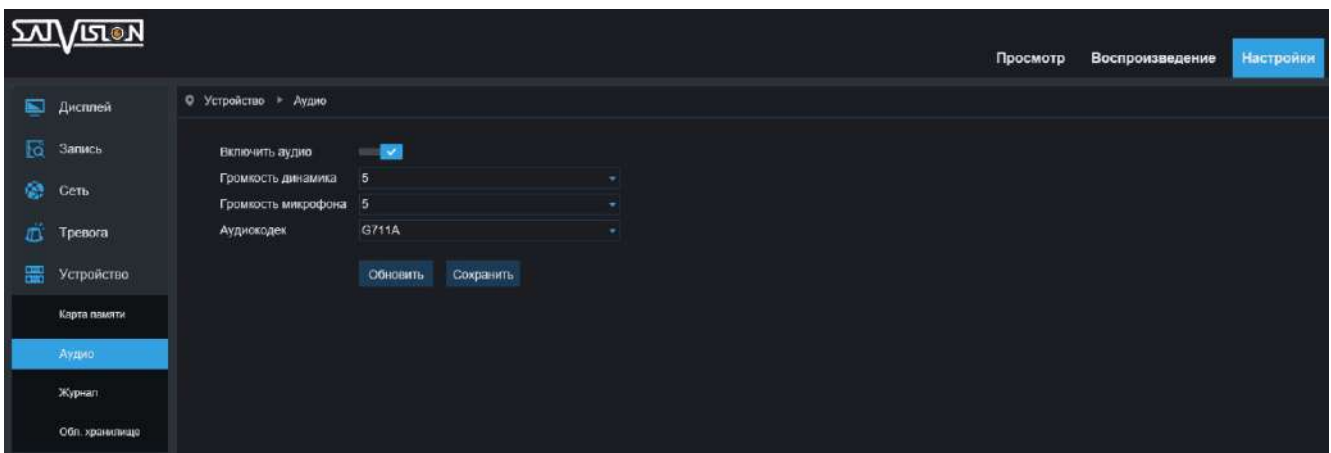 SATVISION
Просмотр Воспроизведение Настройки
Дисплей
Запись
Сеть
Тревога
Устройство
Карта памяти
Аудио
Журнал
Обл. хранилище
Устройство Аудио
Включить аудио
Громкость динамика 5
Громкость микрофона 5
Аудиокодек G711A
Обновить Сохранить